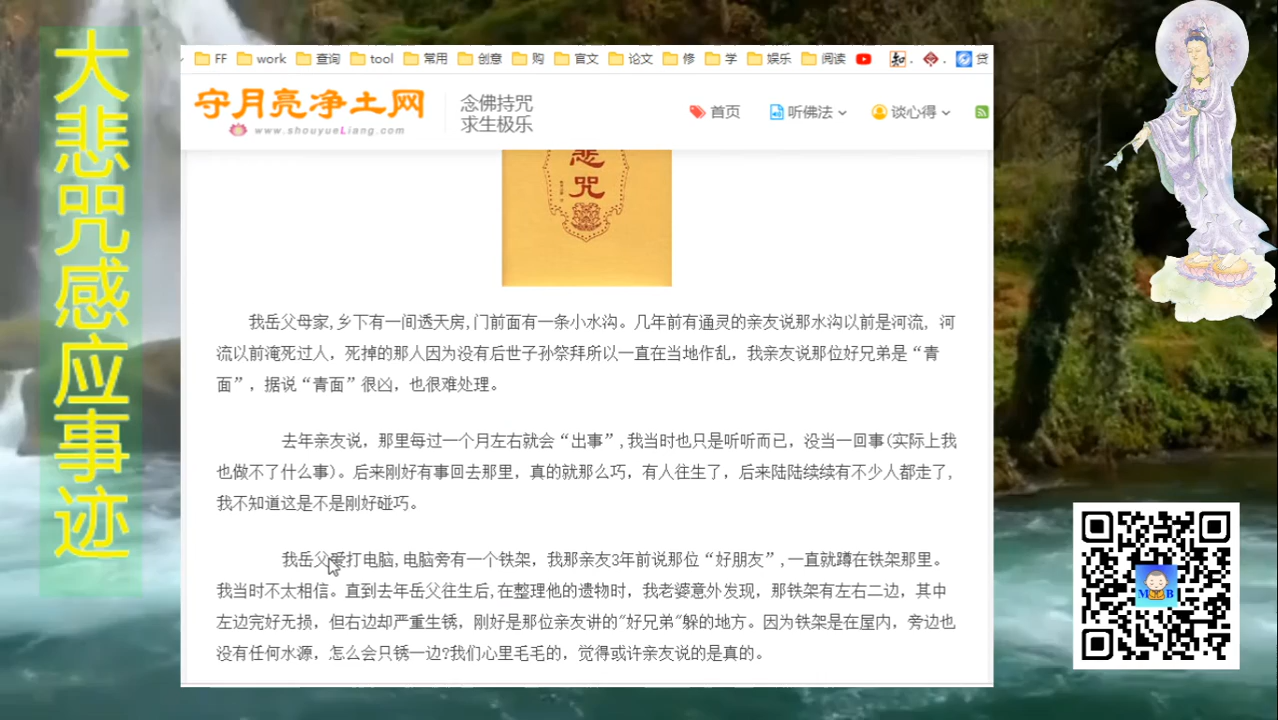 大悲咒感应事迹
FF work 查询 tool 常用 创意 购 官文 论文 修 学 娱乐 阅读 知 贷
守月亮净土网
www.shouyueLiang.com
念佛持咒
求生极乐
首页 听佛法 谈心得
悲
咒
我岳父母家,乡下有一间透天房,门前面有一条小水沟。几年前有通灵的亲友说那水沟以前是河流, 河
流以前淹死过人，死掉的那人因为没有后世子孙祭拜所以一直在当地作乱，我亲友说那位好兄弟是“青
面”，据说“青面”很凶，也很难处理。
去年亲友说，那里每过一个月左右就会“出事”,我当时也只是听听而已，没当一回事(实际上我
也做不了什么事)。后来刚好有事回去那里，真的就那么巧，有人往生了，后来陆陆续续有不少人都走了,
我不知道这是不是刚好碰巧。
我岳父爱打电脑,电脑旁有一个铁架，我那亲友3年前说那位“好朋友”,一直就蹲在铁架那里。
我当时不太相信。直到去年岳父往生后,在整理他的遗物时，我老婆意外发现，那铁架有左右二边，其中
左边完好无损，但右边却严重生锈，刚好是那位亲友讲的"好兄弟"躲的地方。因为铁架是在屋内，旁边也
没有任何水源，怎么会只锈一边?我们心里毛毛的，觉得或许亲友说的是真的。
M B